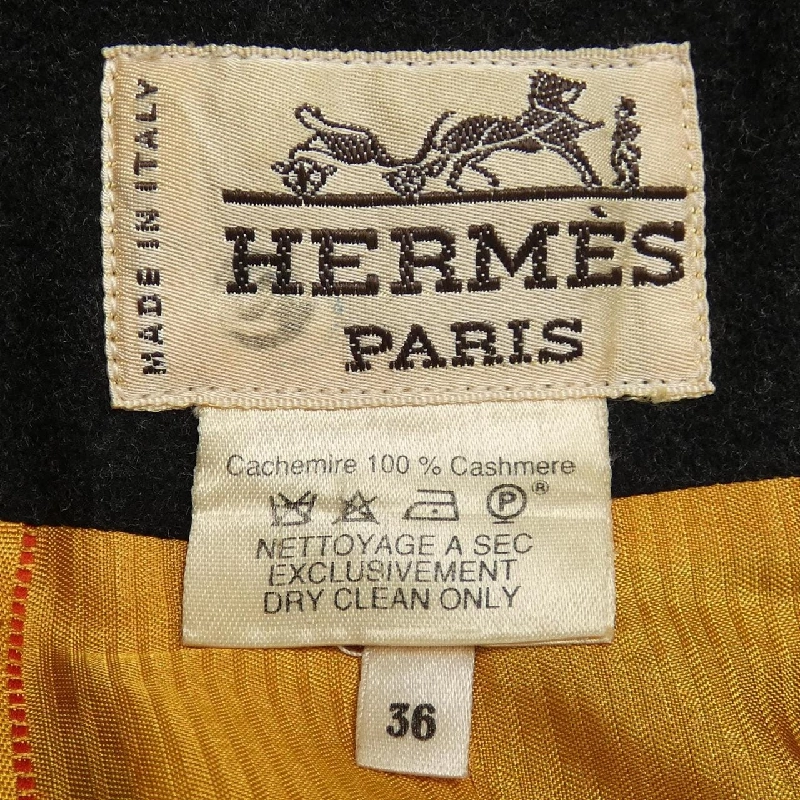 MADE IN ITALY
HERMÈS
PARIS
Cachemire 100 % Cashmere
P®
NETTOYAGE A SEC
EXCLUSIVEMENT
DRY CLEAN ONLY
36